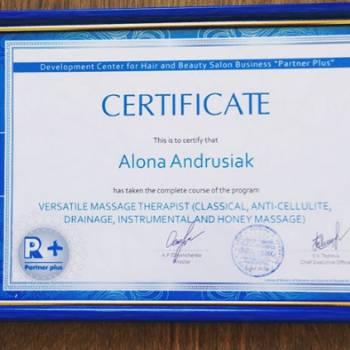 Development Center for Hair and Beauty Salon Business "Partner Plus"
CERTIFICATE
This is to certify that
Alona Andrusiak
has taken the complete course of the program:
VERSATILE MASSAGE THERAPIST (CLASSICAL, ANTI-CELLULITE,
DRAINAGE, INSTRUMENTAL AND HONEY MASSAGE)
R +
Partner plus
Director
Chief Executive Officer